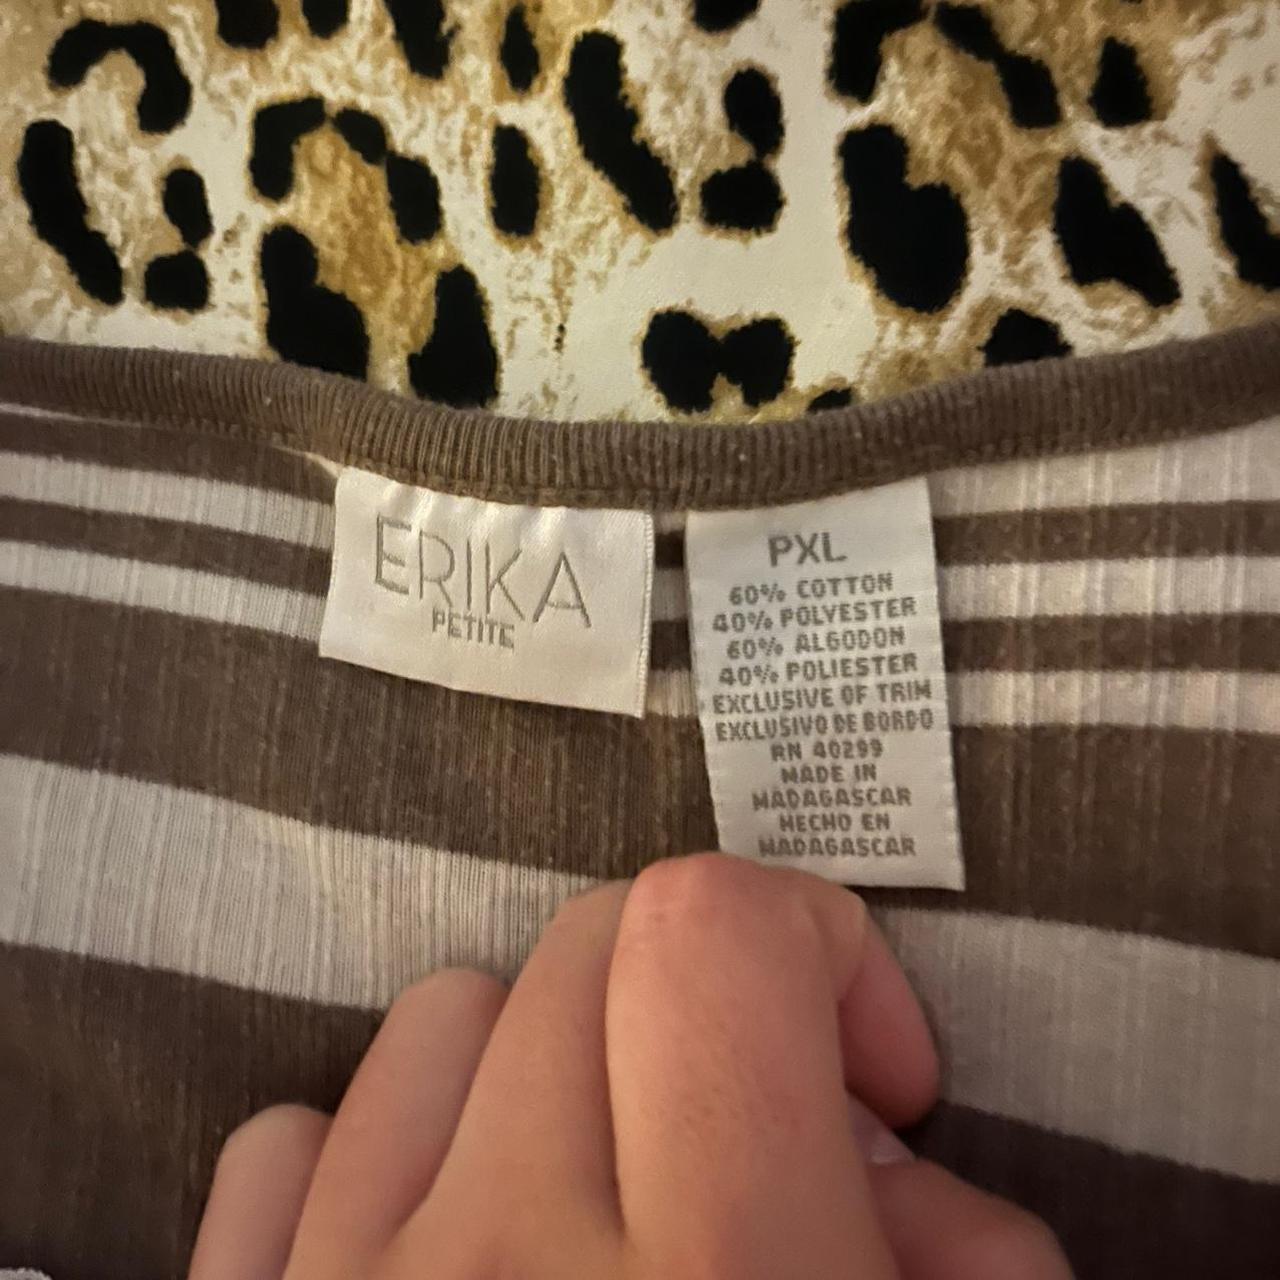 ERIKA
PETITE
PXL
60% COTTON
40% POLYESTER
60% ALGODON
40% POLIESTER
EXCLUSIVE OF TRIM
EXCLUSIVO DE BORDO
RN 40299
MADE IN
MADAGASCAR
HECHO EN
MADAGASCAR